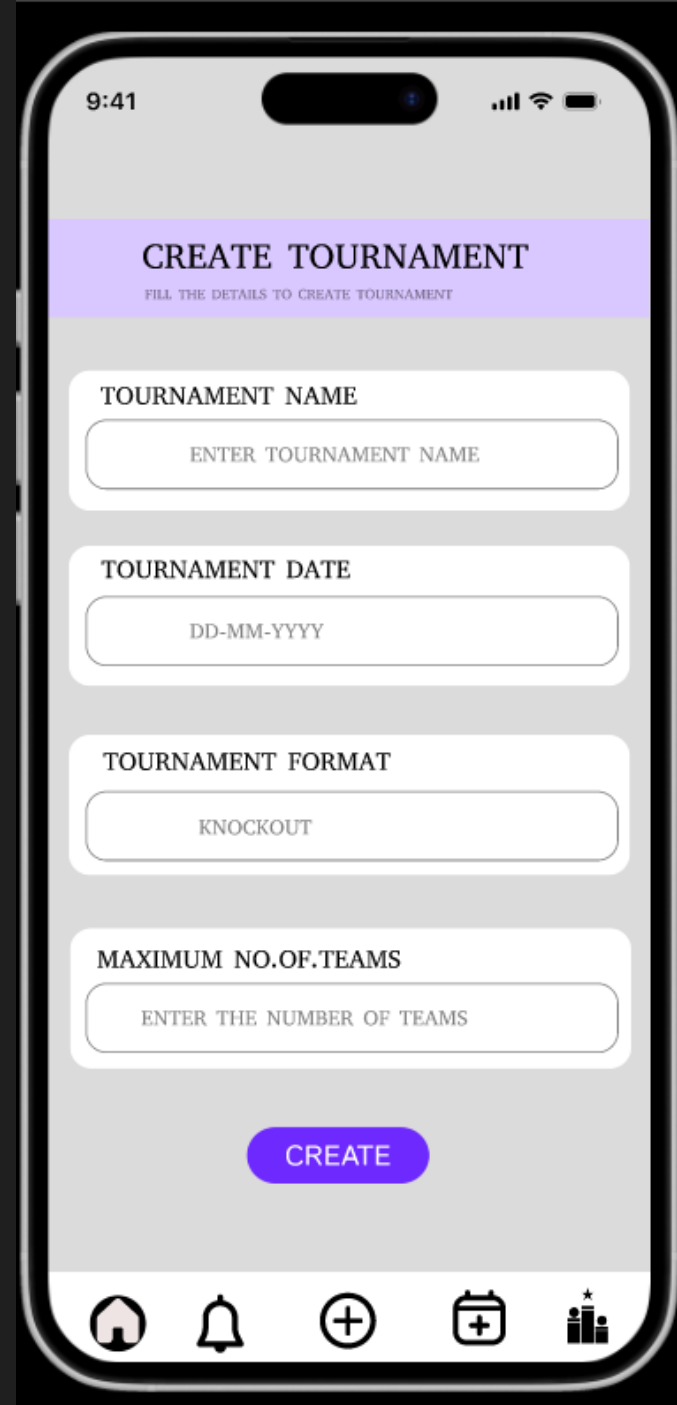 9:41
CREATE TOURNAMENT
FILL THE DETAILS TO CREATE TOURNAMENT
TOURNAMENT NAME
ENTER TOURNAMENT NAME
TOURNAMENT DATE
DD-MM-YYYY
TOURNAMENT FORMAT
KNOCKOUT
MAXIMUM NO.OF.TEAMS
ENTER THE NUMBER OF TEAMS
CREATE